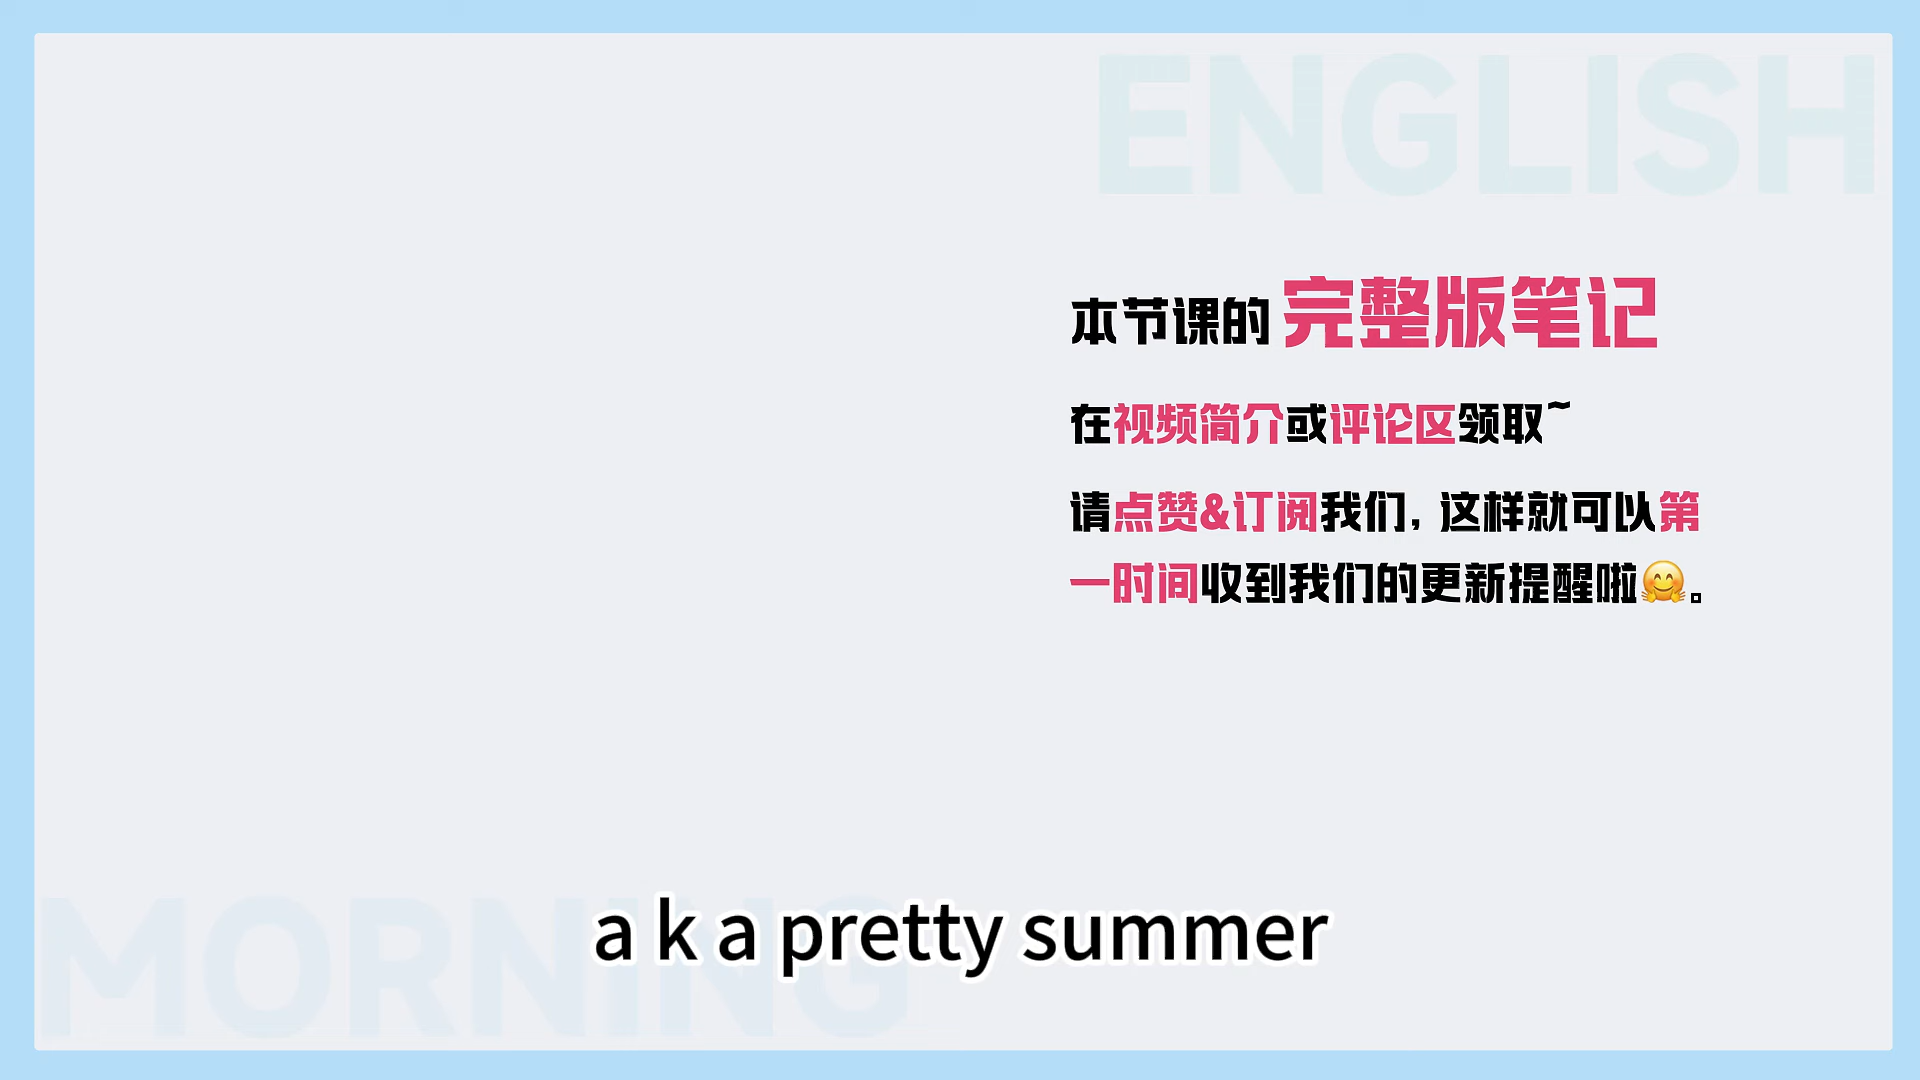 ENGLISH
本节课的 完整版笔记
在视频简介或评论区领取~
请点赞&订阅我们，这样就可以第
一时间收到我们的更新提醒啦🤗。
MORNING
a k a pretty summer